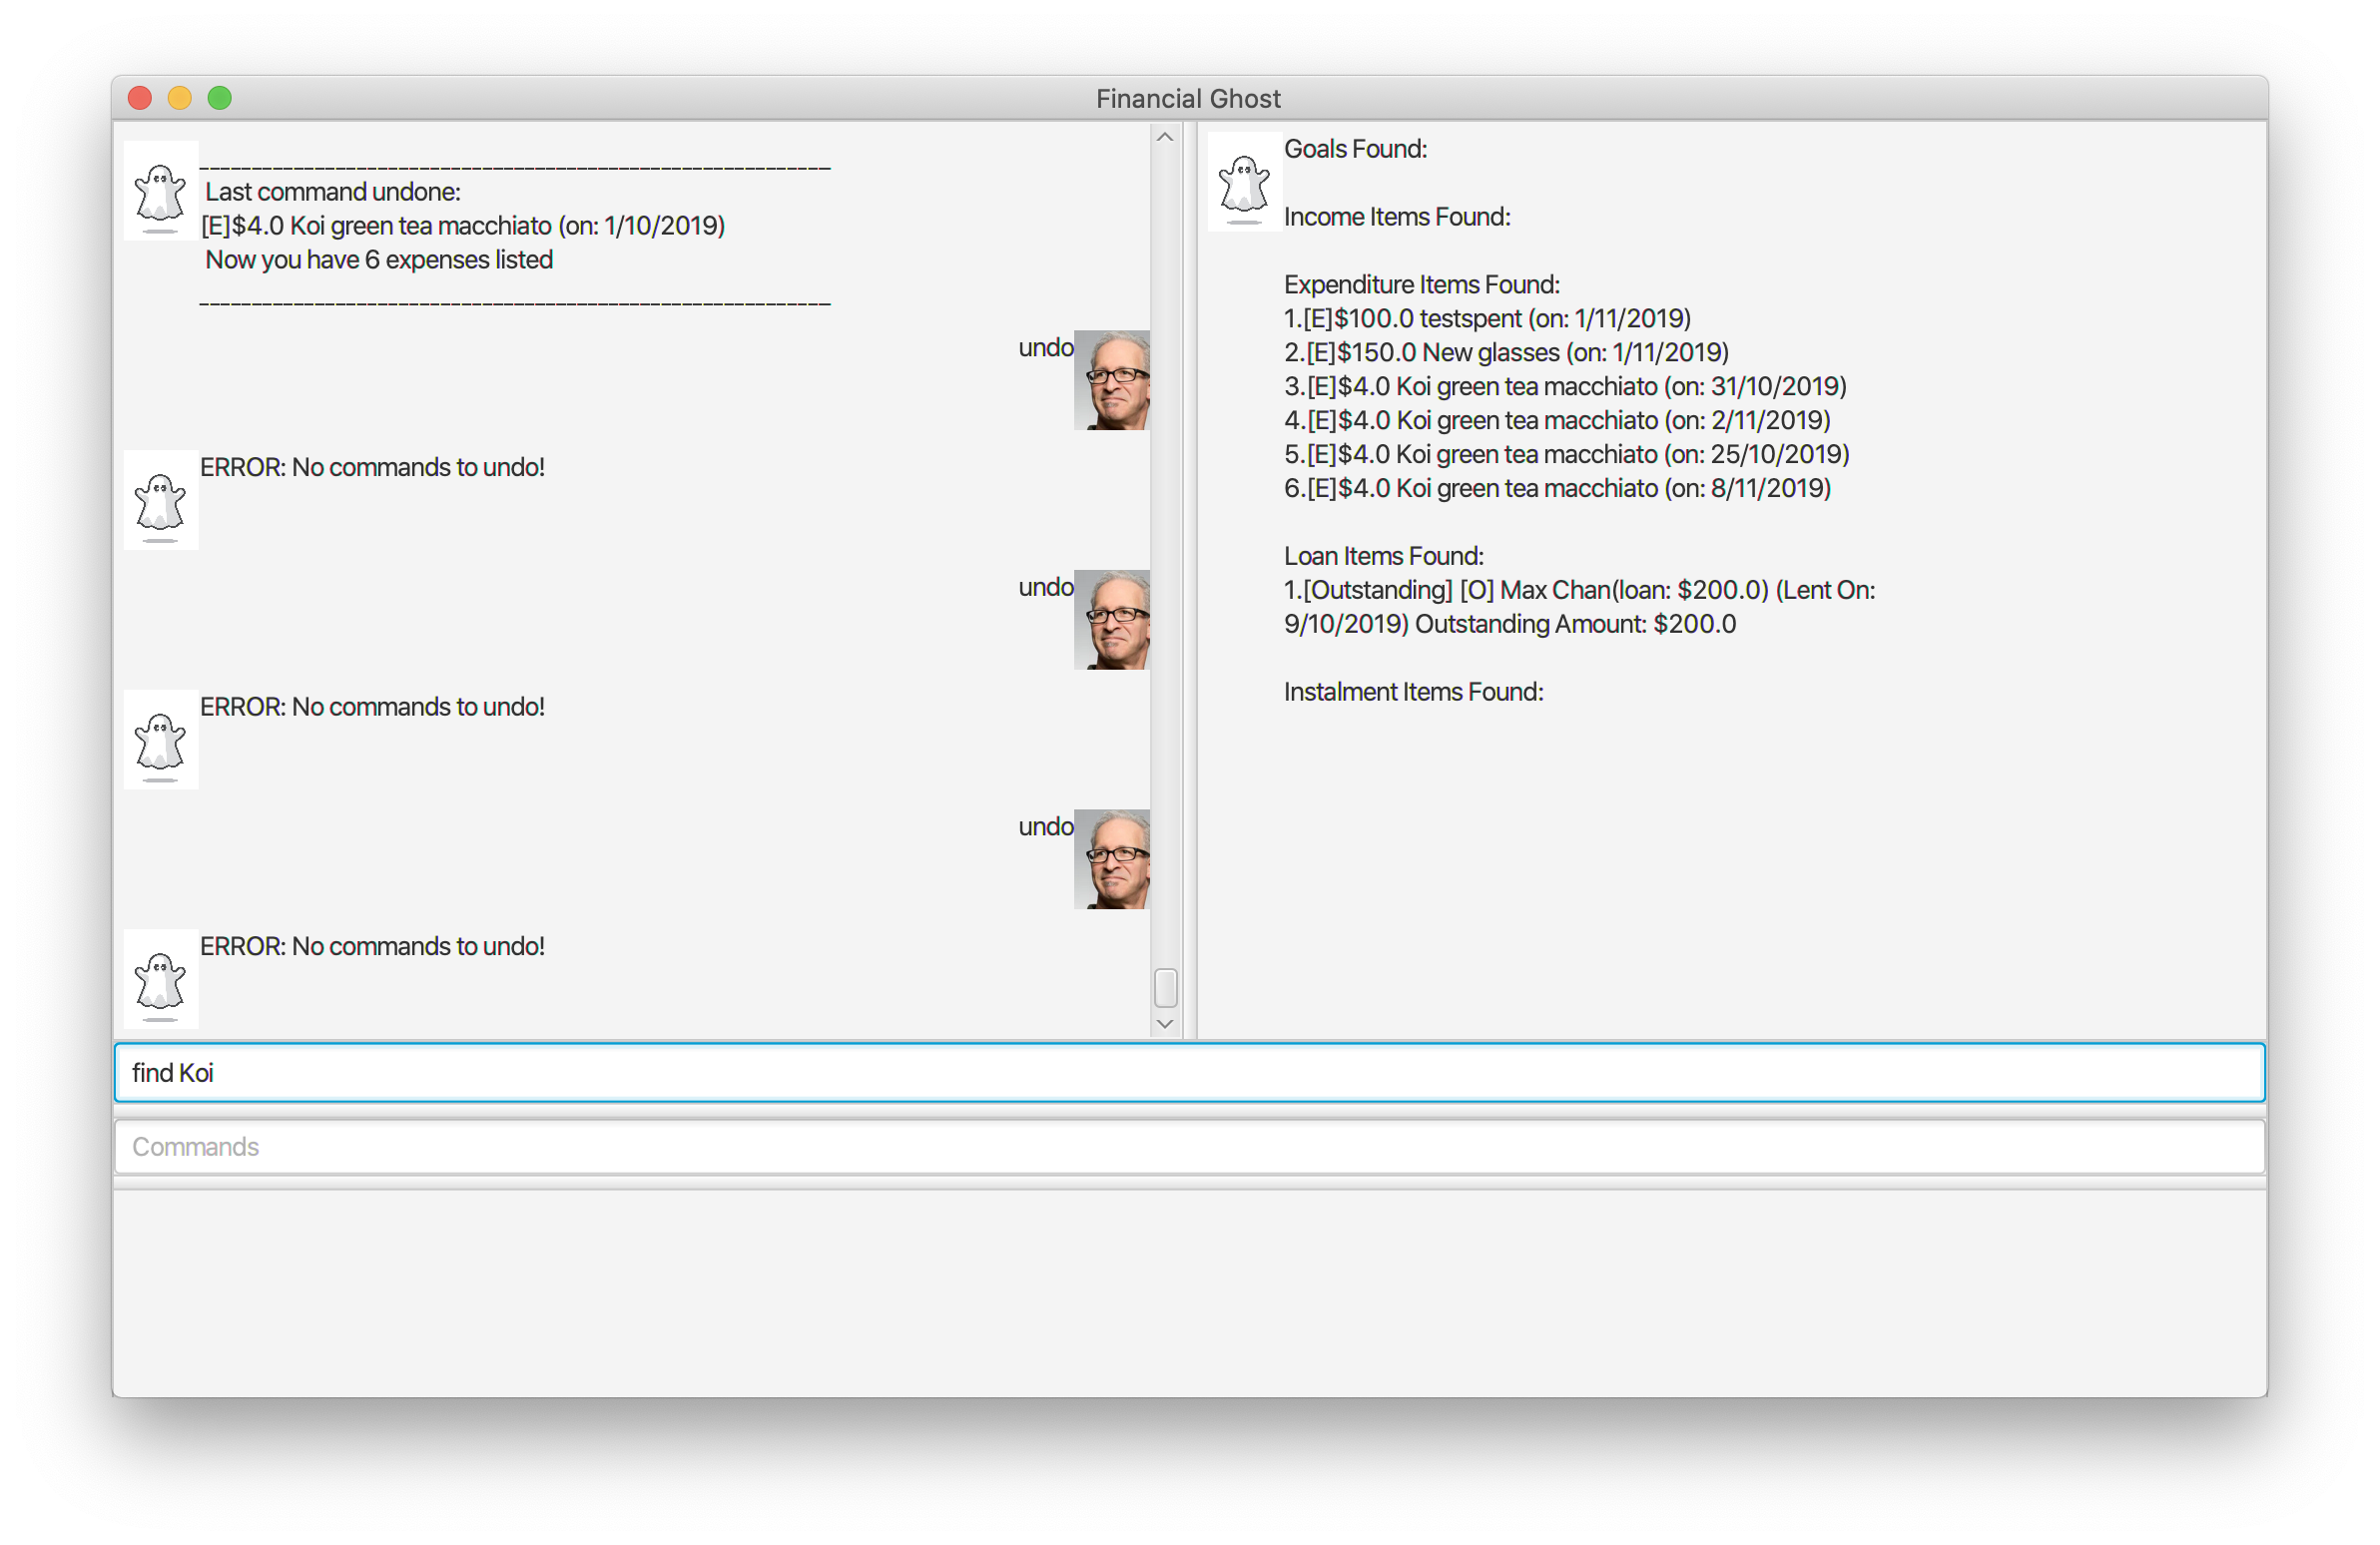 Financial Ghost
____________________________________________________________
Last command undone:
[E]$4.0 Koi green tea macchiato (on: 1/10/2019)
Now you have 6 expenses listed
____________________________________________________________
undo
ERROR: No commands to undo!
undo
ERROR: No commands to undo!
undo
ERROR: No commands to undo!
Goals Found:
Income Items Found:
Expenditure Items Found:
1.[E]$100.0 testspent (on: 1/11/2019)
2.[E]$150.0 New glasses (on: 1/11/2019)
3.[E]$4.0 Koi green tea macchiato (on: 31/10/2019)
4.[E]$4.0 Koi green tea macchiato (on: 2/11/2019)
5.[E]$4.0 Koi green tea macchiato (on: 25/10/2019)
6.[E]$4.0 Koi green tea macchiato (on: 8/11/2019)
Loan Items Found:
1.[Outstanding] [O] Max Chan(loan: $200.0) (Lent On:
9/10/2019) Outstanding Amount: $200.0
Instalment Items Found:
find Koi
Commands